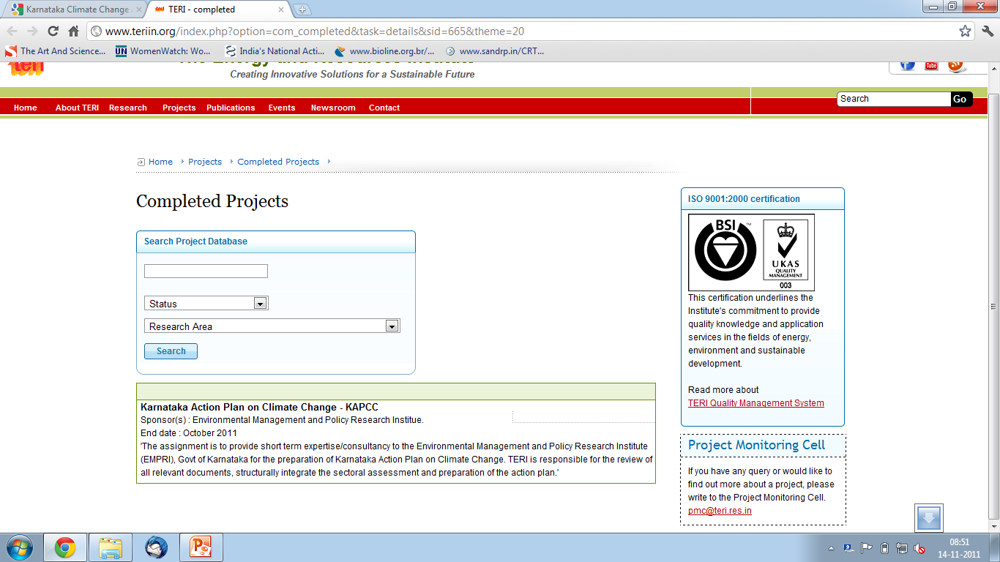 Karnataka Climate Change
TERI - completed
www.teriin.org/index.php?option=com_completed&task=details&sid=665&theme=20
The Art And Science...
UN WomenWatch: Wo...
India's National Acti...
www.bioline.org.br/...
www.sandrp.in/CRT...
teri
The Energy and Resources Institute
Creating Innovative Solutions for a Sustainable Future
You Tube
Search Go
Home About TERI Research Projects Publications Events Newsroom Contact
Home Projects Completed Projects
Completed Projects
Search Project Database
Status
Research Area
Search
Karnataka Action Plan on Climate Change - KAPCC
Sponsor(s) : Environmental Management and Policy Research Institue.
End date : October 2011
'The assignment is to provide short term expertise/consultancy to the Environmental Management and Policy Research Institute
(EMPRI), Govt of Karnataka for the preparation of Karnataka Action Plan on Climate Change. TERI is responsible for the review of
all relevant documents, structurally integrate the sectoral assessment and preparation of the action plan.'
ISO 9001:2000 certification
BSI TM
UKAS
QUALITY
MANAGEMENT
003
This certification underlines the
Institute's commitment to provide
quality knowledge and application
services in the fields of energy,
environment and sustainable
development.
Read more about
TERI Quality Management System
Project Monitoring Cell
If you have any query or would like to
find out more about a project, please
write to the Project Monitoring Cell.
pmc@teri.res.in
08:51
14-11-2011